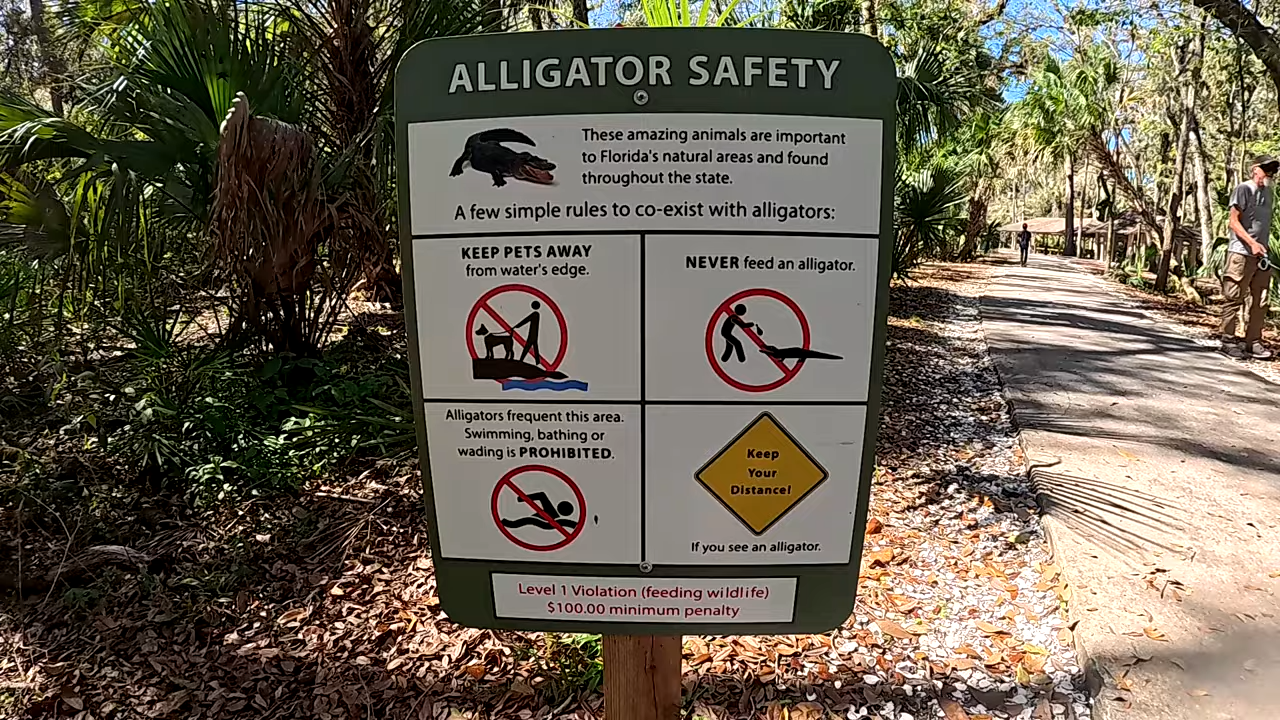 ALLIGATOR SAFETY
These amazing animals are important
to Florida's natural areas and found
throughout the state.
A few simple rules to co-exist with alligators:
KEEP PETS AWAY
from water's edge.
NEVER feed an alligator.
Alligators frequent this area.
Swimming, bathing or
wading is PROHIBITED.
Keep
Your
Distance!
If you see an alligator.
Level 1 Violation (feeding wildlife)
$100.00 minimum penalty